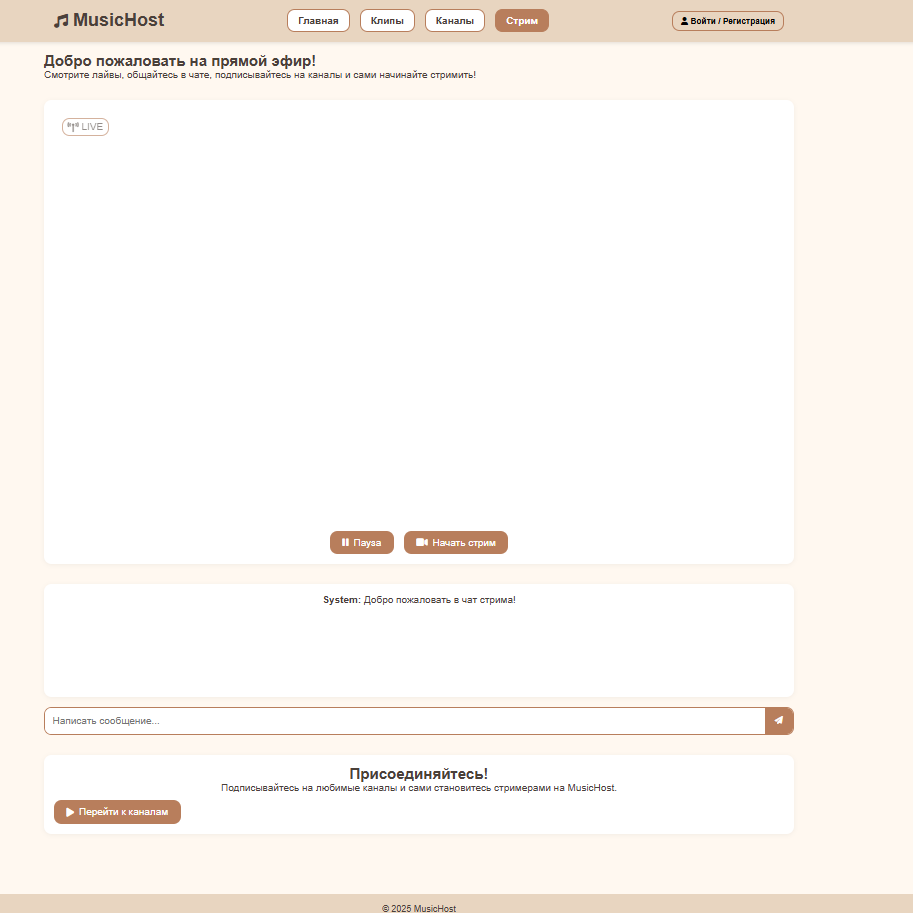 MusicHost
Главная
Клипы
Каналы
Стрим
Войти / Регистрация
Добро пожаловать на прямой эфир!
Смотрите лайвы, общайтесь в чате, подписывайтесь на каналы и сами начинайте стримить!
LIVE
Пауза
Начать стрим
System: Добро пожаловать в чат стрима!
Написать сообщение...
Присоединяйтесь!
Подписывайтесь на любимые каналы и сами становитесь стримерами на MusicHost.
Перейти к каналам
© 2025 MusicHost